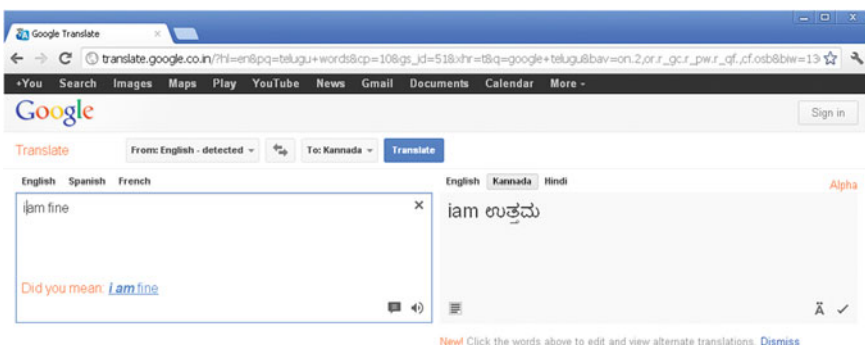 Google Translate
translate.google.co.in/?hl=en&pq=telugu+words&cp=10&gs_id=51&xhr=t&q=google+telugu&bav=on.2,or.r_gc.r_pw.r_qf.,cf.osb&biw=13
+You Search Images Maps Play YouTube News Gmail Documents Calendar More -
Google Sign in
Translate From: English - detected To: Kannada Translate
English Spanish French English Kannada Hindi Alpha
iam fine iam ಉತ್ತಮ
Did you mean: i am fine
Ä
New! Click the words above to edit and view alternate translations. Dismiss